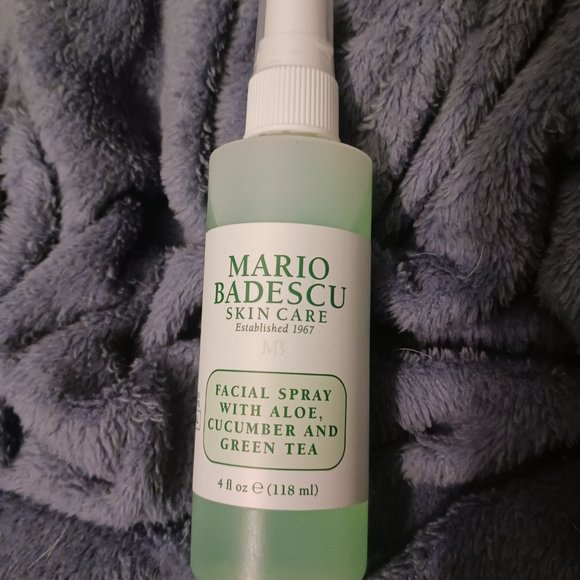 MARIO
BADESCU
SKIN CARE
Established 1967
MB
FACIAL SPRAY
WITH ALOE,
CUCUMBER AND
GREEN TEA
4 fl oz ℮ (118 ml)